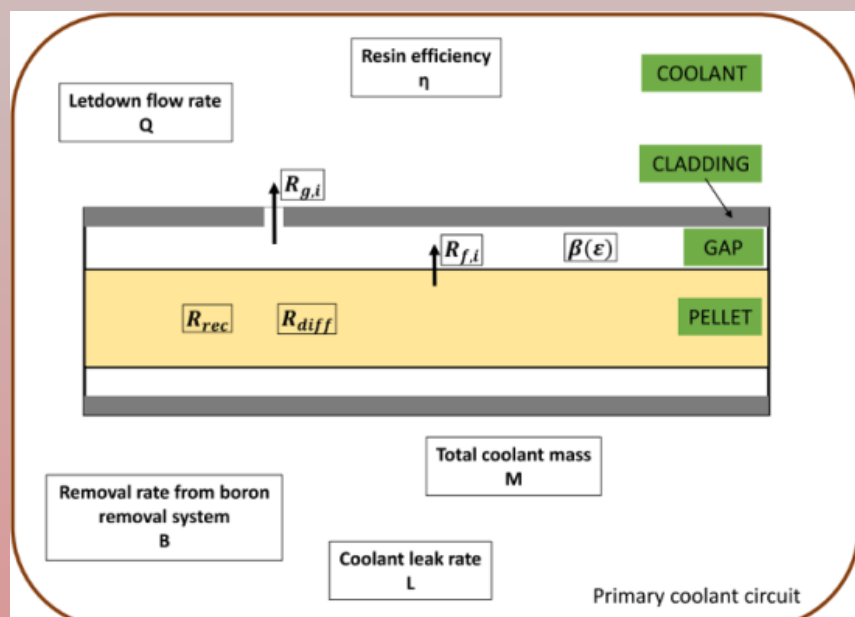 Resin efficiency
η
COOLANT
Letdown flow rate
Q
CLADDING
R_{g,i}
R_{f,i}
β(ε)
GAP
R_{rec}
R_{diff}
PELLET
Total coolant mass
M
Removal rate from boron
removal system
B
Coolant leak rate
L
Primary coolant circuit